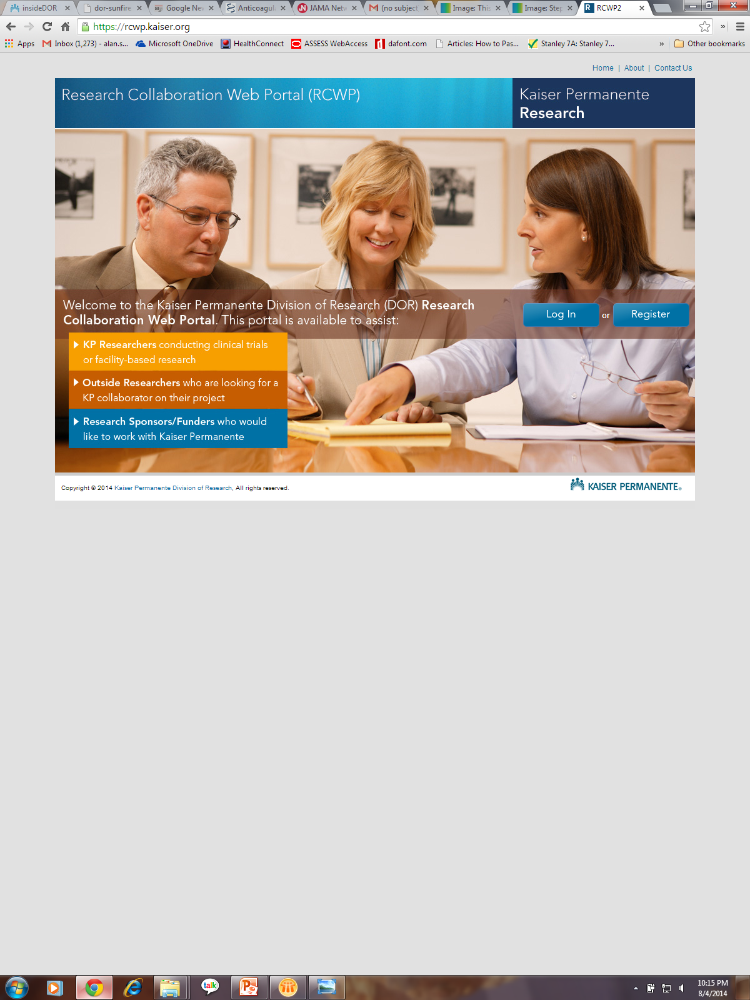 insideDOR
dor-sunfire
Google Ne
Anticoagul
JAMA Netw
(no subject
Image: This
Image: Step
RCWP2
https://rcwp.kaiser.org
Apps
Inbox (1,273) - alan.s...
Microsoft OneDrive
HealthConnect
ASSESS WebAccess
dafont.com
Articles: How to Pas...
Stanley 7A: Stanley 7...
»
Other bookmarks
Home | About | Contact Us
Research Collaboration Web Portal (RCWP)
Kaiser Permanente
Research
Welcome to the Kaiser Permanente Division of Research (DOR) Research
Collaboration Web Portal. This portal is available to assist:
Log In or Register
KP Researchers conducting clinical trials
or facility-based research
Outside Researchers who are looking for a
KP collaborator on their project
Research Sponsors/Funders who would
like to work with Kaiser Permanente
Copyright © 2014 Kaiser Permanente Division of Research, All rights reserved.
KAISER PERMANENTE®
talk
10:15 PM
8/4/2014